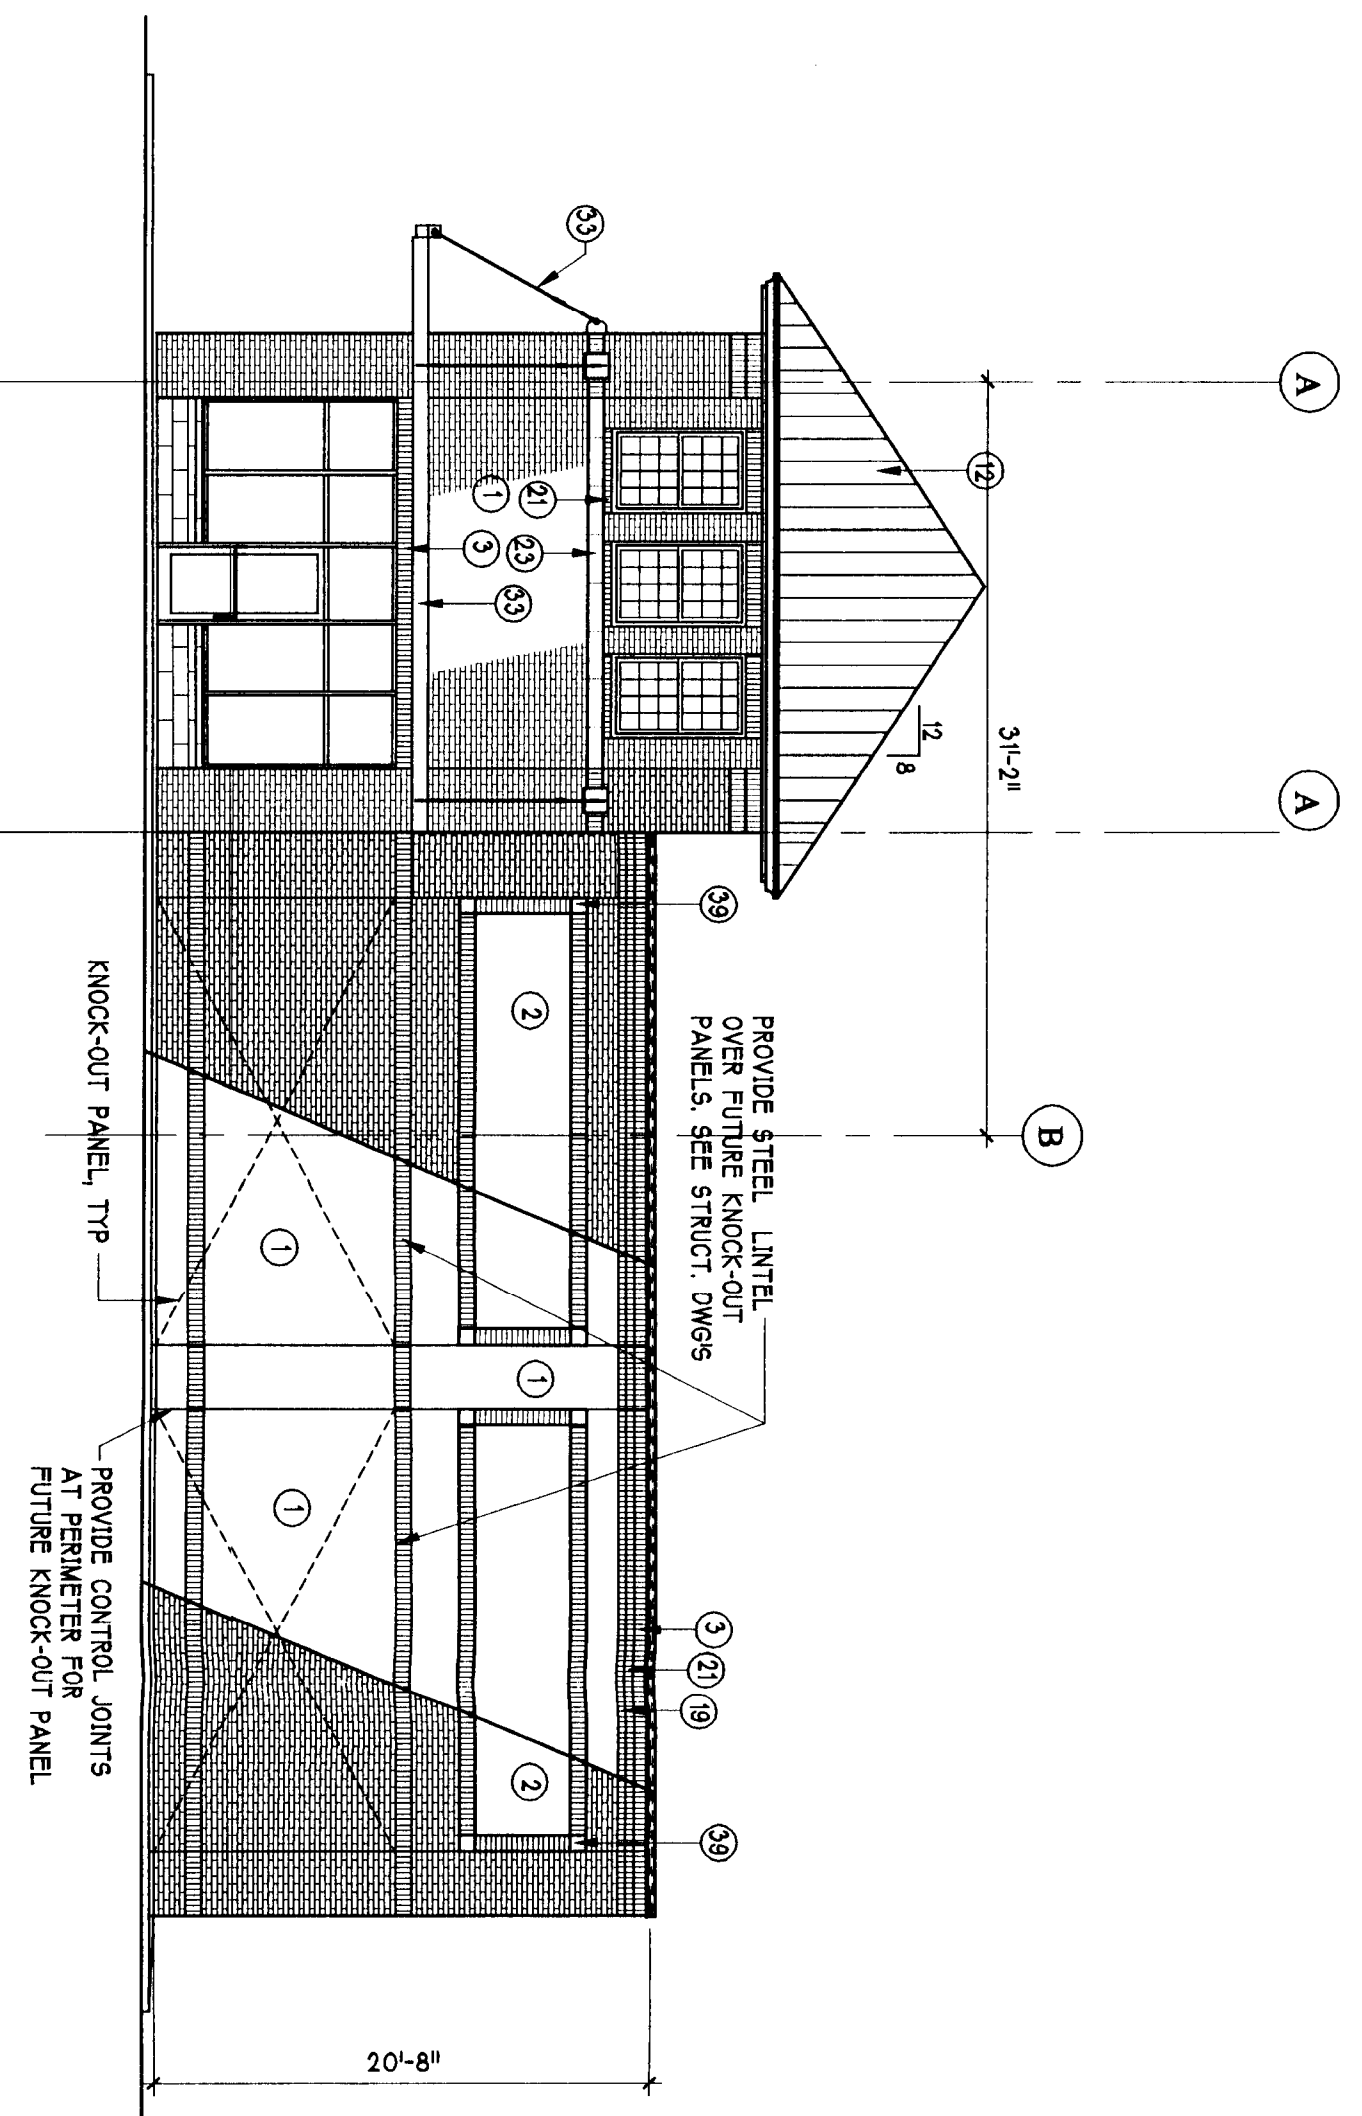 A
A
B
31'-2"
12
12
8
33
21
1
23
3
33
39
PROVIDE STEEL LINTEL
OVER FUTURE KNOCK-OUT
PANELS. SEE STRUCT. DWG'S
3
21
19
39
2
1
2
1
1
20'-8"
KNOCK-OUT PANEL, TYP
PROVIDE CONTROL JOINTS
AT PERIMETER FOR
FUTURE KNOCK-OUT PANEL